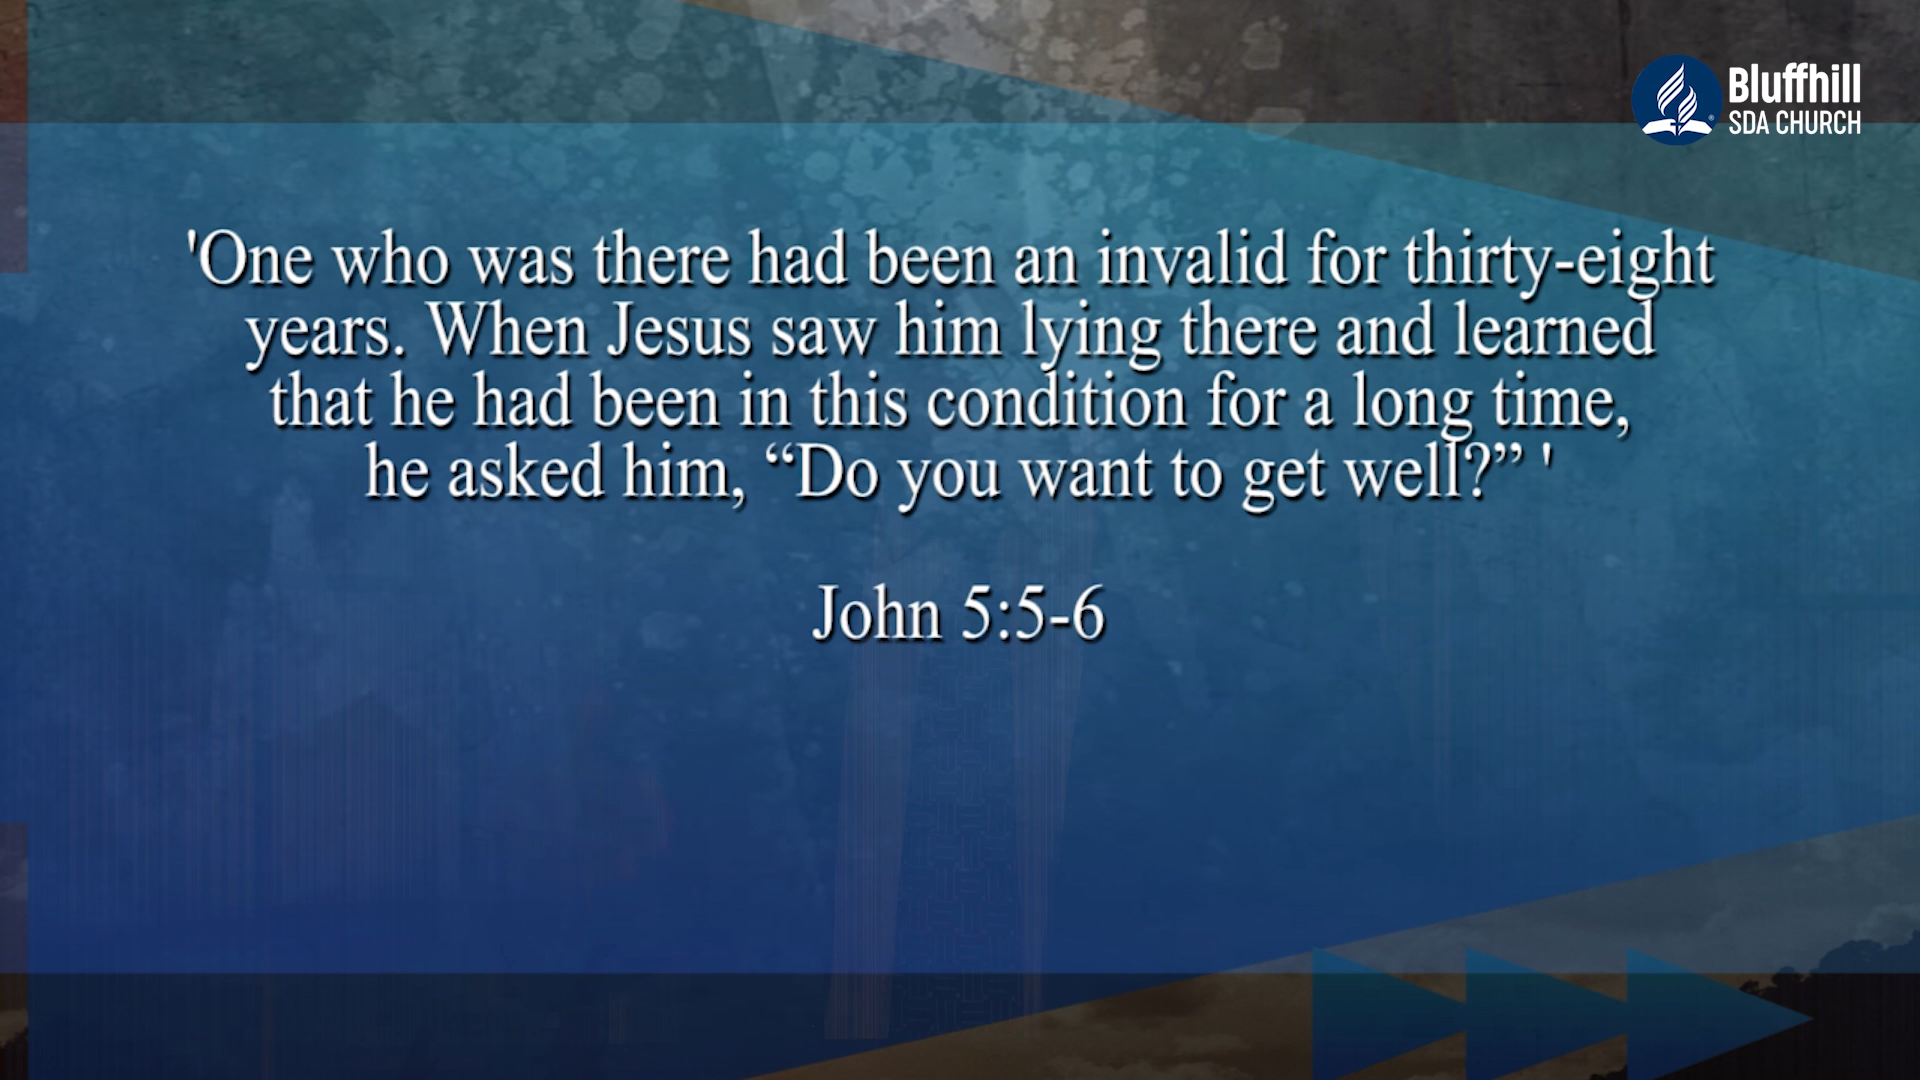 Bluffhill
SDA CHURCH
'One who was there had been an invalid for thirty-eight
years. When Jesus saw him lying there and learned
that he had been in this condition for a long time,
he asked him, “Do you want to get well?” '
John 5:5-6